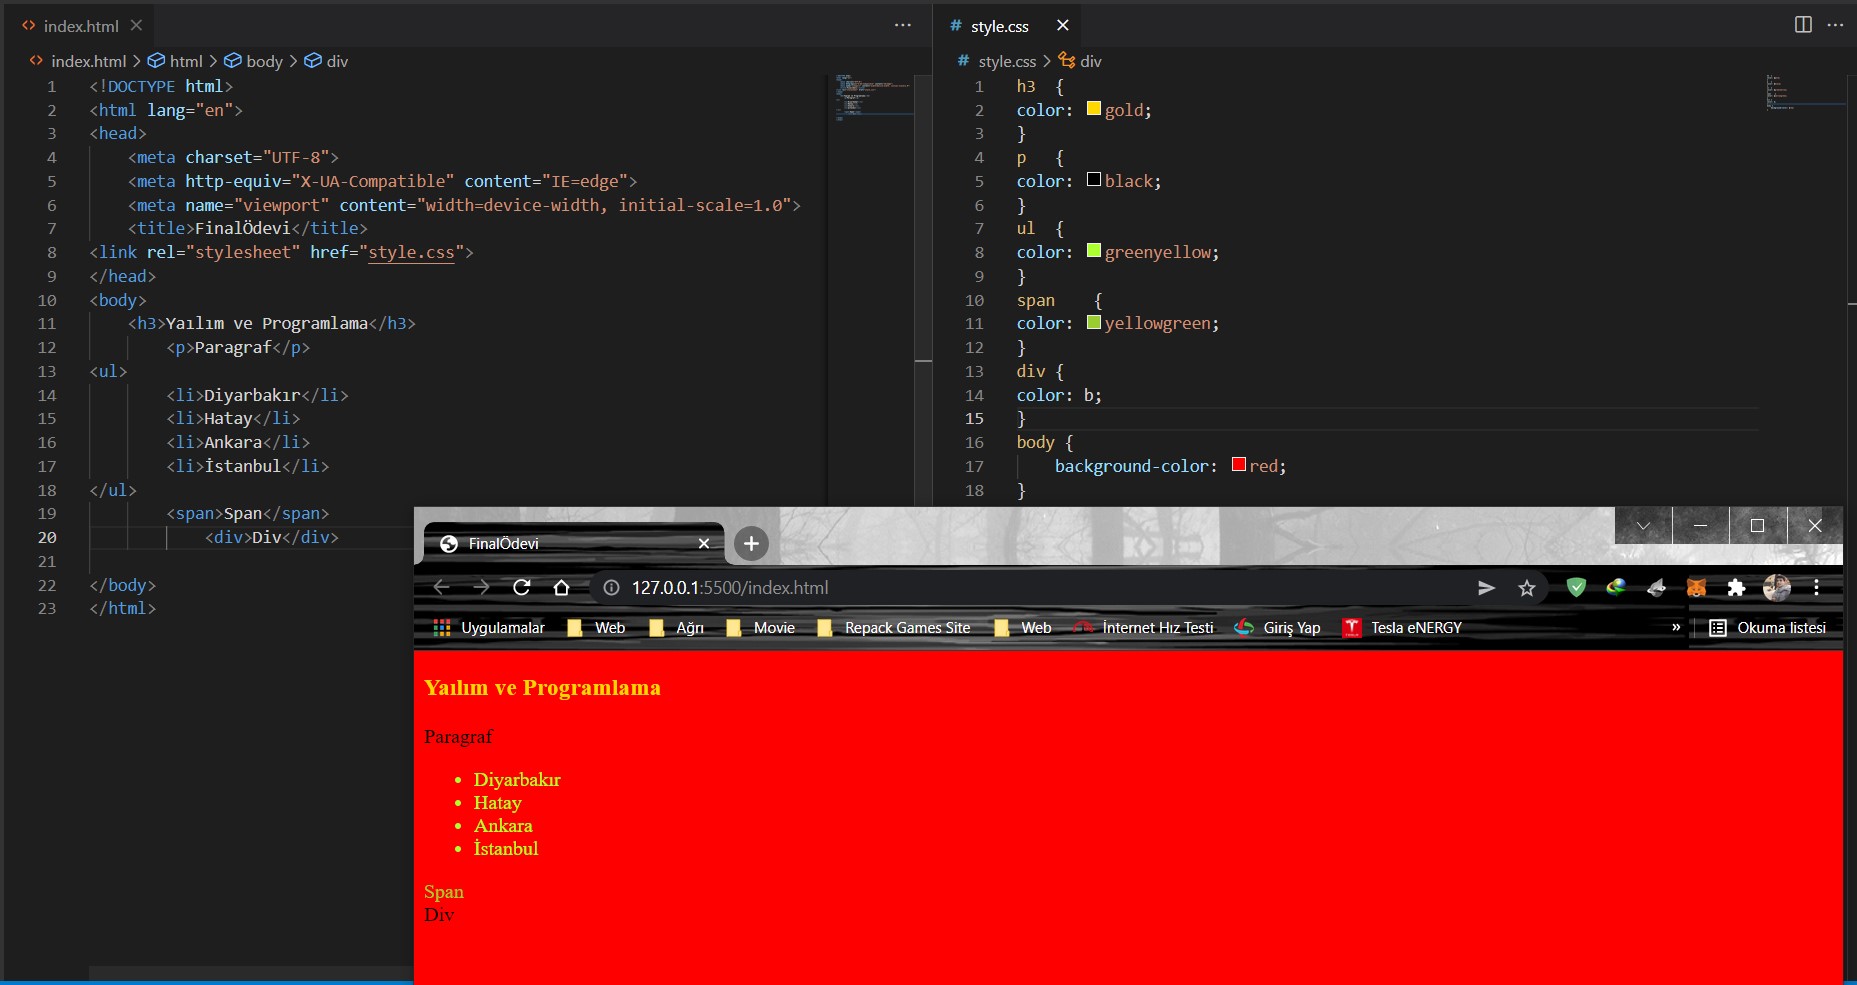 index.html
index.html > html > body > div
1 <!DOCTYPE html>
2 <html lang="en">
3 <head>
4 <meta charset="UTF-8">
5 <meta http-equiv="X-UA-Compatible" content="IE=edge">
6 <meta name="viewport" content="width=device-width, initial-scale=1.0">
7 <title>FinalÖdevi</title>
8 <link rel="stylesheet" href="style.css">
9 </head>
10 <body>
11 <h3>Yaılım ve Programlama</h3>
12 <p>Paragraf</p>
13 <ul>
14 <li>Diyarbakır</li>
15 <li>Hatay</li>
16 <li>Ankara</li>
17 <li>İstanbul</li>
18 </ul>
19 <span>Span</span>
20 <div>Div</div>
21
22 </body>
23 </html>
# style.css
# style.css > div
1 h3 {
2 color: gold;
3 }
4 p {
5 color: black;
6 }
7 ul {
8 color: greenyellow;
9 }
10 span {
11 color: yellowgreen;
12 }
13 div {
14 color: b;
15 }
16 body {
17 background-color: red;
18 }
FinalÖdevi
127.0.0.1:5500/index.html
Uygulamalar Web Ağrı Movie Repack Games Site Web İnternet Hız Testi Giriş Yap Tesla eNERGY » Okuma listesi
Yaılım ve Programlama
Paragraf
• Diyarbakır
• Hatay
• Ankara
• İstanbul
Span
Div